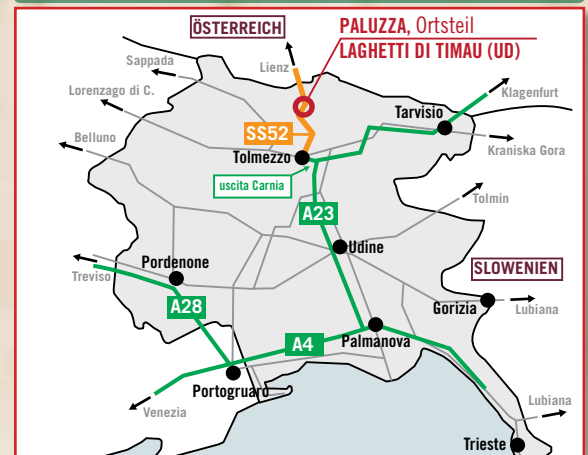 ÖSTERREICH
PALUZZA, Ortsteil
LAGHETTI DI TIMAU (UD)
Sappada
Lienz
Lorenzago di C.
Klagenfurt
Tarvisio
Belluno
SS52
Kraniska Gora
Tolmezzo
uscita Carnia
Tolmin
A23
Udine
Pordenone
SLOWENIEN
Treviso
Gorizia
Lubiana
A28
A4
Palmanova
Portogruaro
Venezia
Lubiana
Trieste